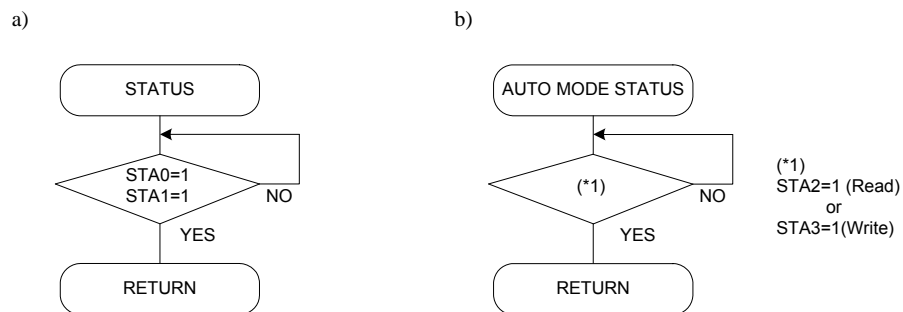 a)
b)
STATUS
STA0=1
STA1=1
NO
YES
RETURN
AUTO MODE STATUS
(*1)
NO
YES
RETURN
(*1)
STA2=1 (Read)
or
STA3=1(Write)